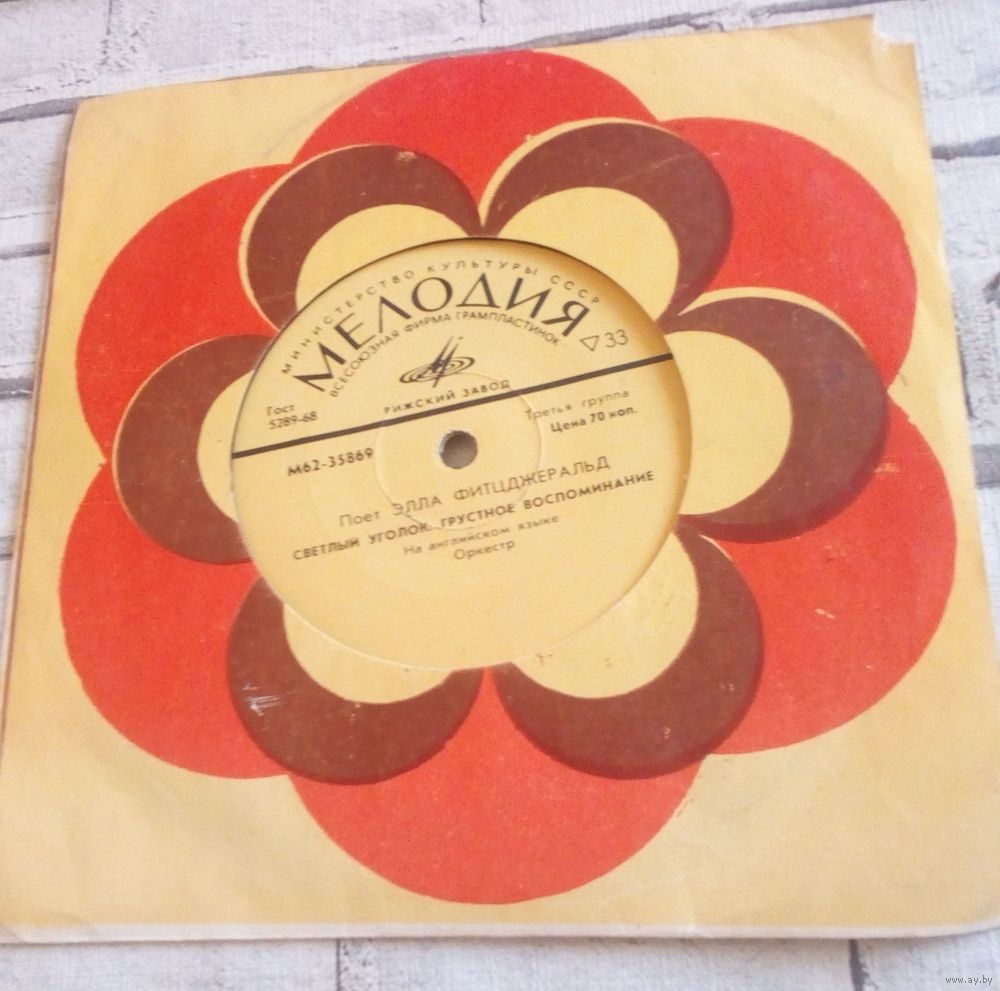 МИНИСТЕРСТВО КУЛЬТУРЫ СССР
МЕЛОДИЯ
ВСЕСОЮЗНАЯ ФИРМА ГРАМПЛАСТИНОК
33
РИЖСКИЙ ЗАВОД
Гост
5289-68
Третья группа
Цена 70 коп.
М62-35869
Поет ЭЛЛА ФИТЦДЖЕРАЛЬД
СВЕТЛЫЙ УГОЛОК. ГРУСТНОЕ ВОСПОМИНАНИЕ
На английском языке
Оркестр
www.ay.by